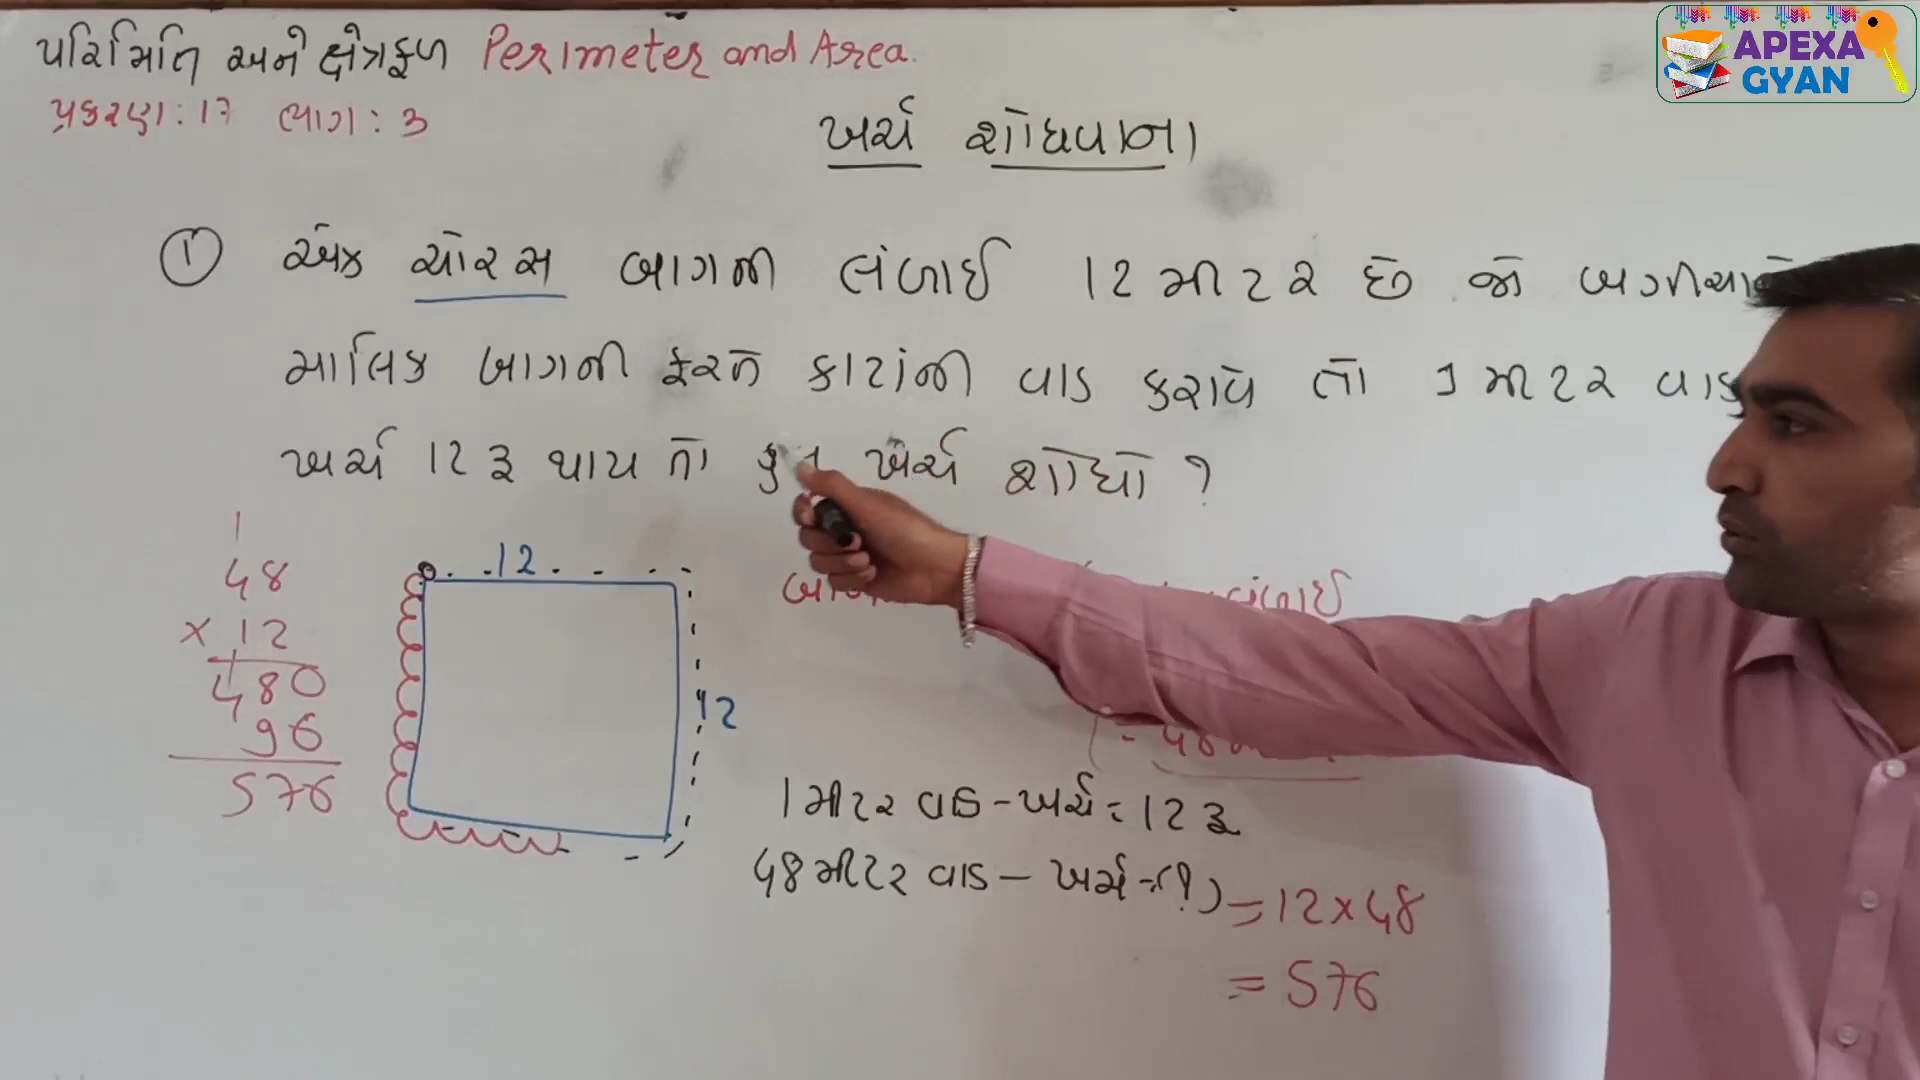 પરિમિતિ અને ક્ષેત્રફળ Perimeter and Area.
પ્રકરણ : 17 ભાગ : 3
APEXA
GYAN
ખર્ચ શોધવાના
① એક ચોરસ બાગની લંબાઈ 12 મીટર છે જો
માલિક બાગની ફરતે કાટાંની વાડ કરાવે તો 1 મીટર વાડ
ખર્ચ 12 રૂ થાય તો ખર્ચ શોધો ?
1
48
× 12
480
96
576
12
12
લંબાઈ
1 મીટર વાડ - ખર્ચ = 12 રૂ
48 મીટર વાડ - ખર્ચ = (?)
= 12 × 48
= 576